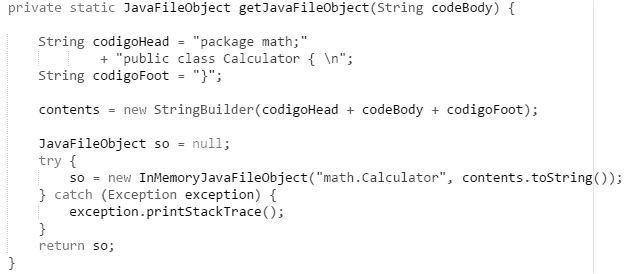 private static JavaFileObject getJavaFileObject(String codeBody) {
String codigoHead = "package math;"
+ "public class Calculator { \n";
String codigoFoot = "}";
contents = new StringBuilder(codigoHead + codeBody + codigoFoot);
JavaFileObject so = null;
try {
so = new InMemoryJavaFileObject("math.Calculator", contents.toString());
} catch (Exception exception) {
exception.printStackTrace();
}
return so;
}